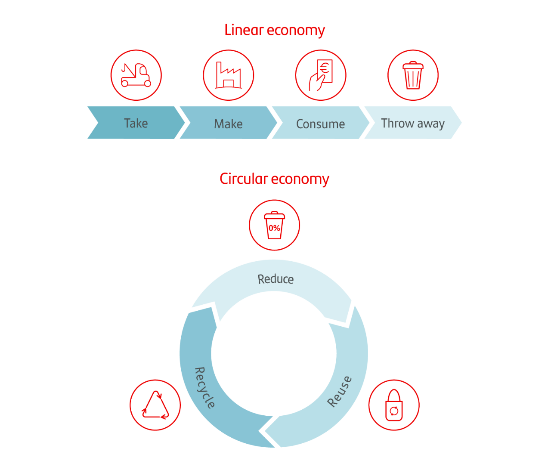 Linear economy
€
Take
Make
Consume
Throw away
Circular economy
0%
Reduce
Recycle
Reuse